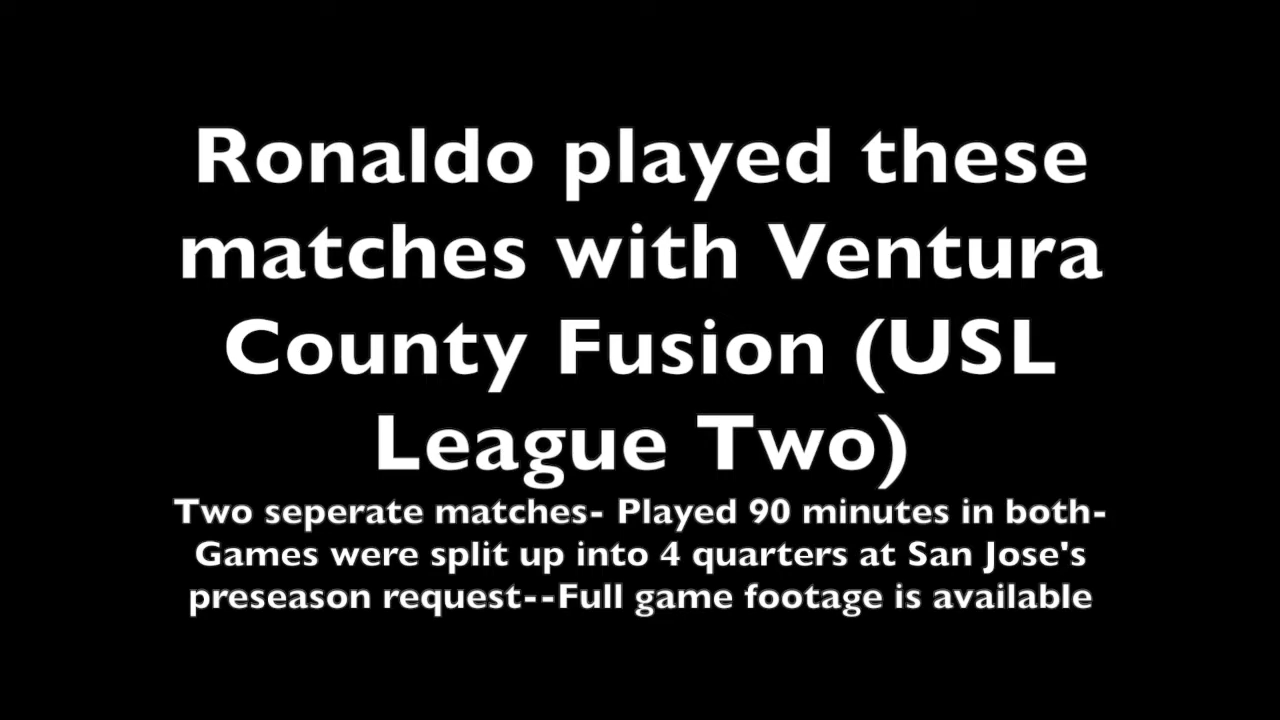 Ronaldo played these
matches with Ventura
County Fusion (USL
League Two)
Two seperate matches- Played 90 minutes in both-
Games were split up into 4 quarters at San Jose's
preseason request--Full game footage is available